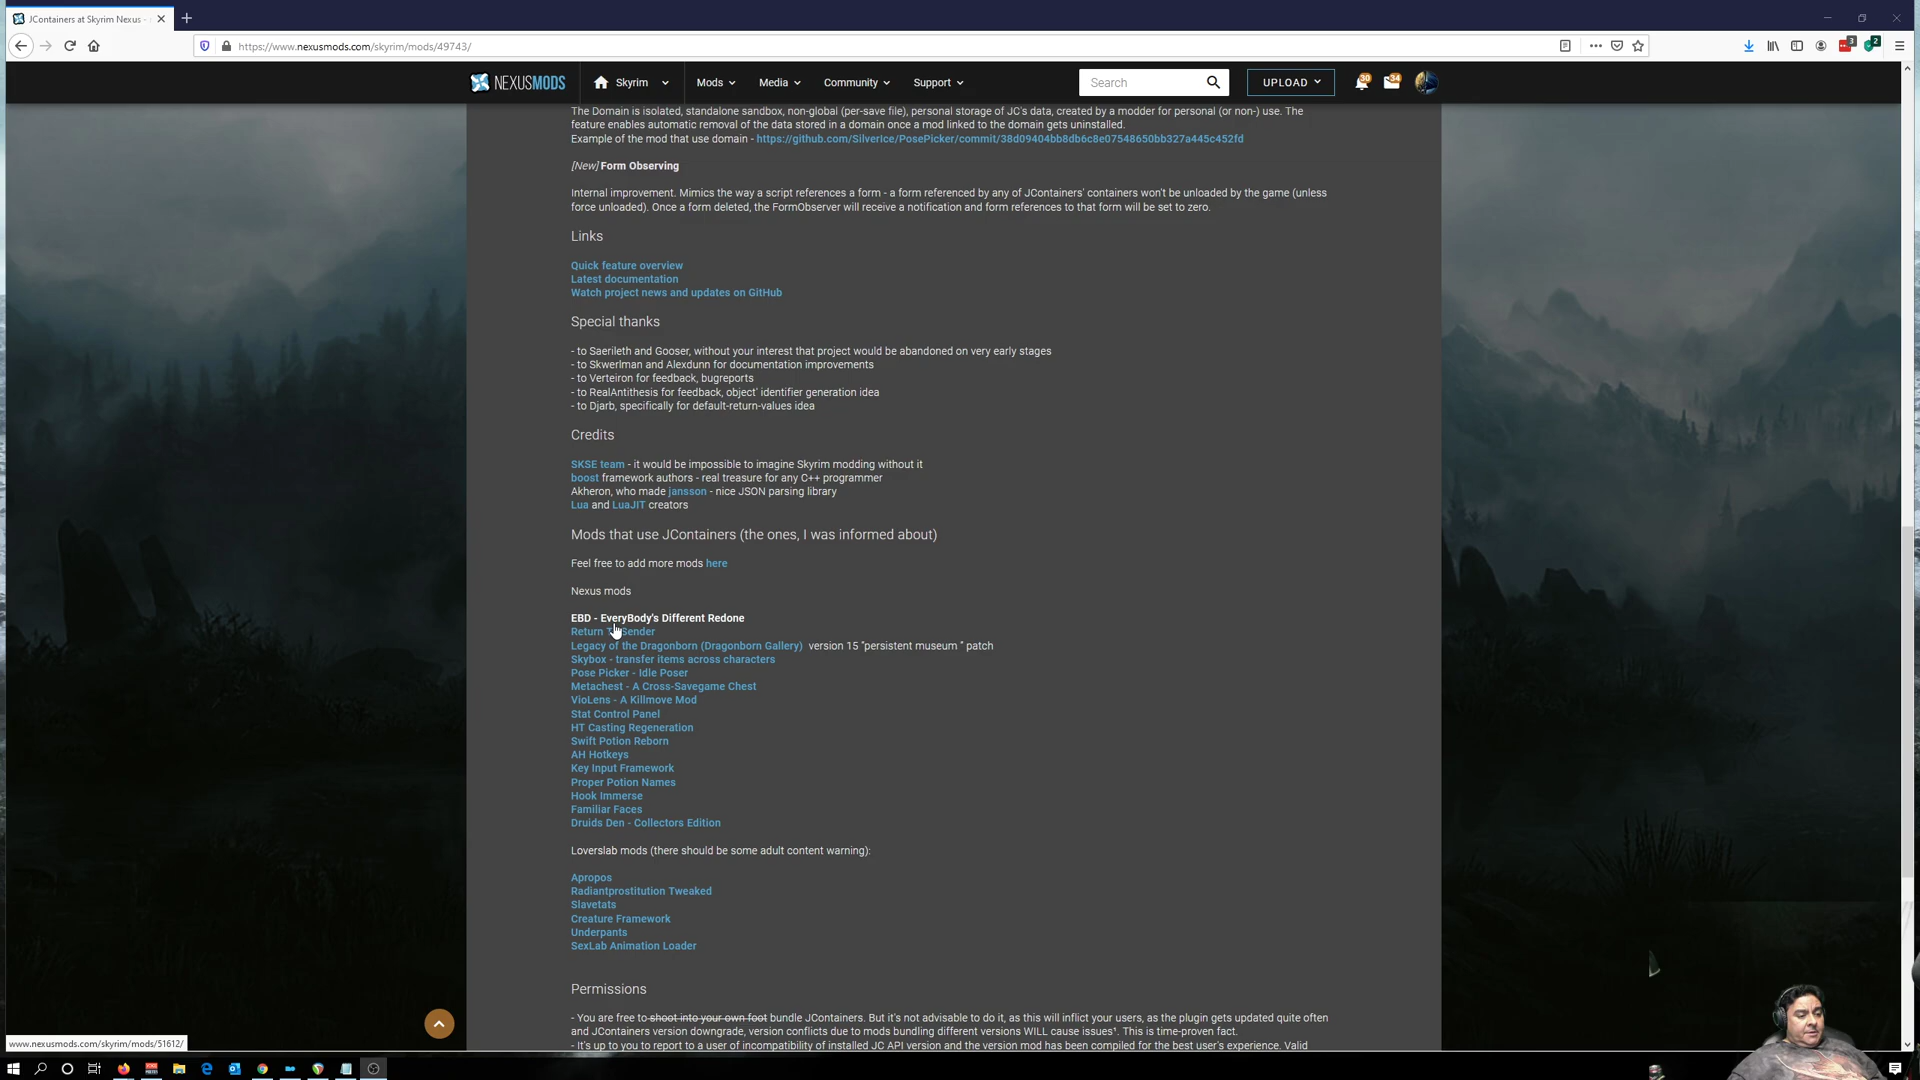 JContainers at Skyrim Nexus -
https://www.nexusmods.com/skyrim/mods/49743/
3
2
NEXUSMODS
Skyrim
Mods
Media
Community
Support
Search
UPLOAD
30
34
The Domain is isolated, standalone sandbox, non-global (per-save file), personal storage of JC's data, created by a modder for personal (or non-) use. The
feature enables automatic removal of the data stored in a domain once a mod linked to the domain gets uninstalled.
Example of the mod that use domain - https://github.com/SilverIce/PosePicker/commit/38d09404bb8db6c8e07548650bb327a445c452fd
[New] Form Observing
Internal improvement. Mimics the way a script references a form - a form referenced by any of JContainers' containers won't be unloaded by the game (unless
force unloaded). Once a form deleted, the FormObserver will receive a notification and form references to that form will be set to zero.
Links
Quick feature overview
Latest documentation
Watch project news and updates on GitHub
Special thanks
- to Saerileth and Gooser, without your interest that project would be abandoned on very early stages
- to Skwerlman and Alexdunn for documentation improvements
- to Verteiron for feedback, bugreports
- to RealAntithesis for feedback, object' identifier generation idea
- to Djarb, specifically for default-return-values idea
Credits
SKSE team - it would be impossible to imagine Skyrim modding without it
boost framework authors - real treasure for any C++ programmer
Akheron, who made jansson - nice JSON parsing library
Lua and LuaJIT creators
Mods that use JContainers (the ones, I was informed about)
Feel free to add more mods here
Nexus mods
EBD - EveryBody's Different Redone
Return To Sender
Legacy of the Dragonborn (Dragonborn Gallery) version 15 "persistent museum " patch
Skybox - transfer items across characters
Pose Picker - Idle Poser
Metachest - A Cross-Savegame Chest
VioLens - A Killmove Mod
Stat Control Panel
HT Casting Regeneration
Swift Potion Reborn
AH Hotkeys
Key Input Framework
Proper Potion Names
Hook Immerse
Familiar Faces
Druids Den - Collectors Edition
Loverslab mods (there should be some adult content warning):
Apropos
Radiantprostitution Tweaked
Slavetats
Creature Framework
Underpants
SexLab Animation Loader
Permissions
- You are free to shoot into your own foot bundle JContainers. But it's not advisable to do it, as this will inflict your users, as the plugin gets updated quite often
and JContainers version downgrade, version conflicts due to mods bundling different versions WILL cause issues¹. This is time-proven fact.
- It's up to you to report to a user of incompatibility of installed JC API version and the version mod has been compiled for the best user's experience. Valid
www.nexusmods.com/skyrim/mods/51612/